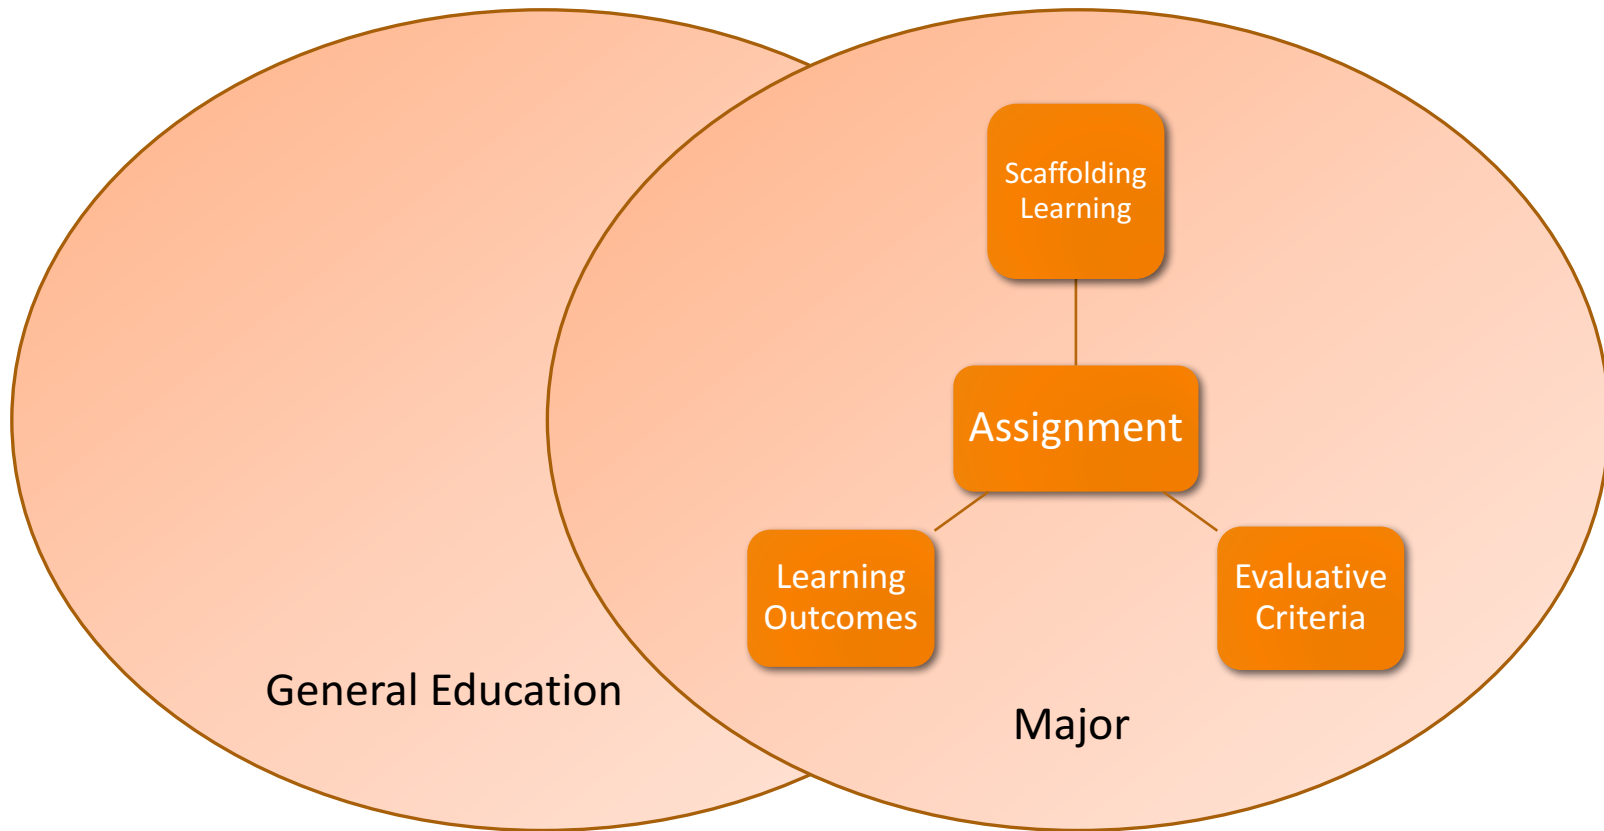 Scaffolding
Learning
Assignment
Learning
Outcomes
Evaluative
Criteria
General Education
Major